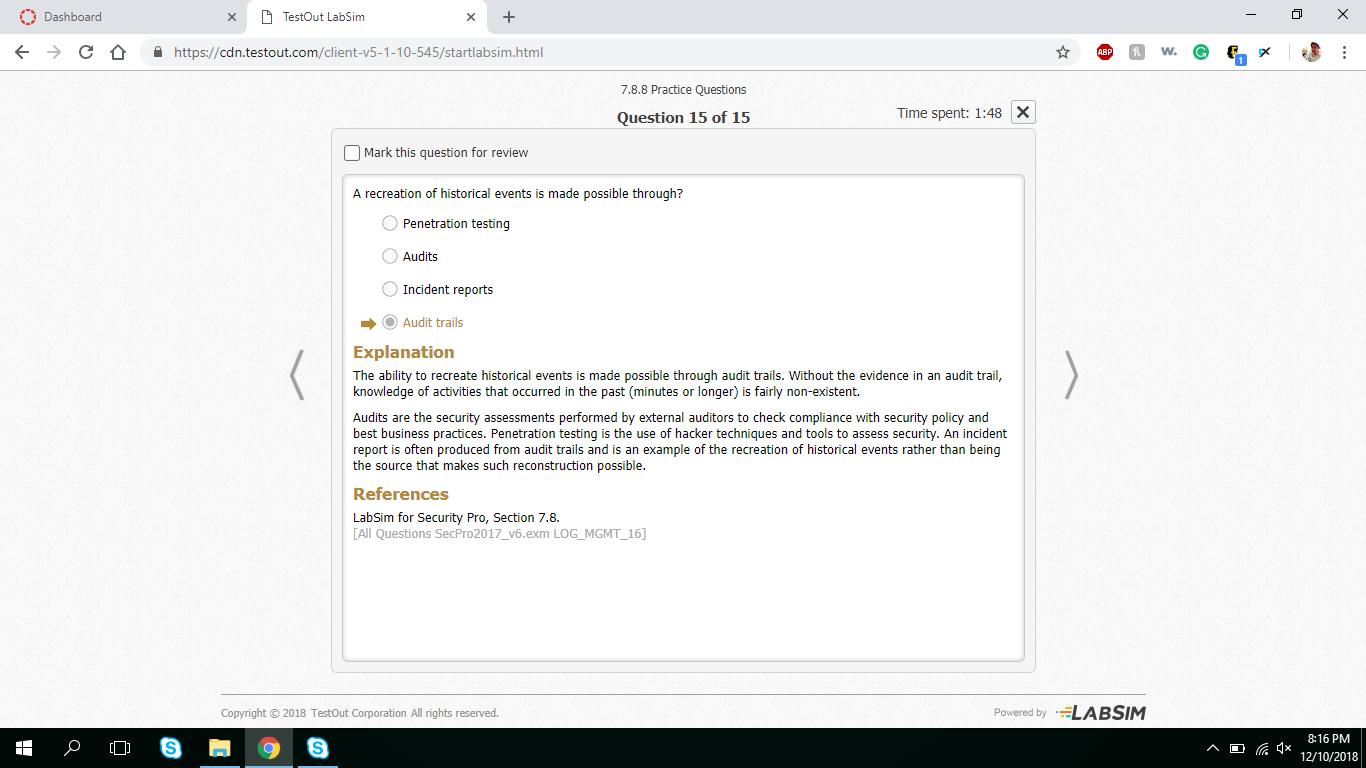 Dashboard
TestOut LabSim
https://cdn.testout.com/client-v5-1-10-545/startlabsim.html
ABP
w.
1
7.8.8 Practice Questions
Question 15 of 15
Time spent: 1:48
Mark this question for review
A recreation of historical events is made possible through?
Penetration testing
Audits
Incident reports
Audit trails
Explanation
The ability to recreate historical events is made possible through audit trails. Without the evidence in an audit trail,
knowledge of activities that occurred in the past (minutes or longer) is fairly non-existent.
Audits are the security assessments performed by external auditors to check compliance with security policy and
best business practices. Penetration testing is the use of hacker techniques and tools to assess security. An incident
report is often produced from audit trails and is an example of the recreation of historical events rather than being
the source that makes such reconstruction possible.
References
LabSim for Security Pro, Section 7.8.
[All Questions SecPro2017_v6.exm LOG_MGMT_16]
Copyright © 2018 TestOut Corporation All rights reserved.
Powered by LABSIM
8:16 PM
12/10/2018